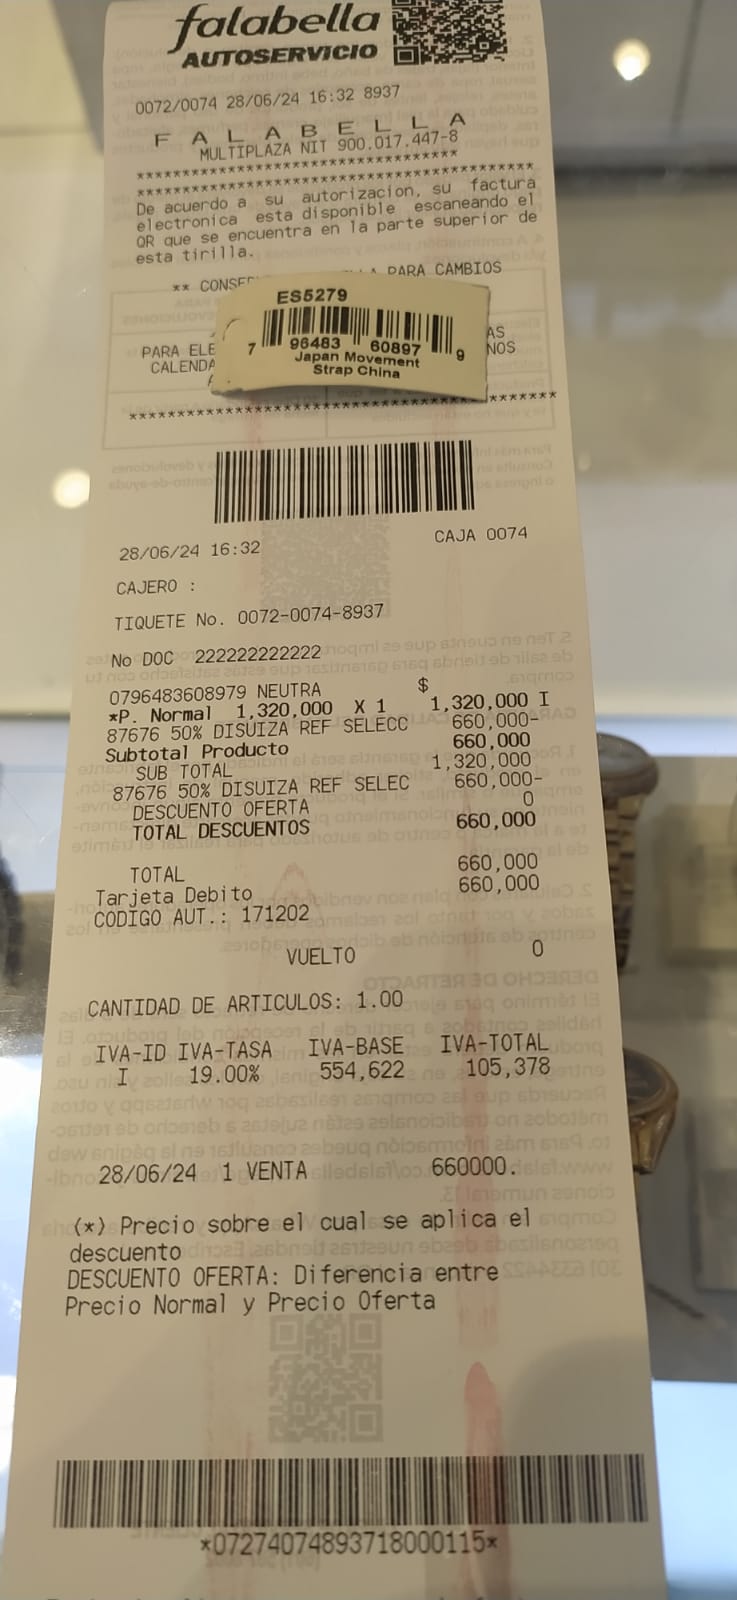 falabella
AUTOSERVICIO
0072/0074 28/06/24 16:32 8937
F A L A B E L L A
MULTIPLAZA NIT 900.017.447-8
**********************************
******************************************
De acuerdo a su autorizacion, su factura
electronica esta disponible escaneando el
QR que se encuentra en la parte superior de
esta tirilla.
** PARA CAMBIOS
ES5279
7 96483 60897 9
Japan Movement
Strap China
PARA ELE NOS
CALENDA
*******************************************
28/06/24 16:32 CAJA 0074
CAJERO :
TIQUETE No. 0072-0074-8937
No DOC 222222222222
0796483608979 NEUTRA $
*P. Normal 1,320,000 X 1 1,320,000 I
87676 50% DISUIZA REF SELECC 660,000-
Subtotal Producto 660,000
SUB TOTAL 1,320,000
87676 50% DISUIZA REF SELEC 660,000-
DESCUENTO OFERTA 0
TOTAL DESCUENTOS 660,000
TOTAL 660,000
Tarjeta Debito 660,000
CODIGO AUT.: 171202
VUELTO 0
CANTIDAD DE ARTICULOS: 1.00
IVA-ID IVA-TASA IVA-BASE IVA-TOTAL
I 19.00% 554,622 105,378
28/06/24 1 VENTA 660000.
(*) Precio sobre el cual se aplica el
descuento
DESCUENTO OFERTA: Diferencia entre
Precio Normal y Precio Oferta
*07274074893718000115*